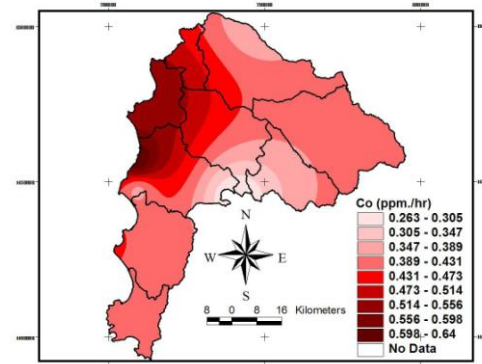 Co (ppm./hr)
0.263 - 0.305
0.305 - 0.347
0.347 - 0.389
0.389 - 0.431
0.431 - 0.473
0.473 - 0.514
0.514 - 0.556
0.556 - 0.598
0.598 - 0.64
No Data
N
W E
S
8 0 8 16 Kilometers